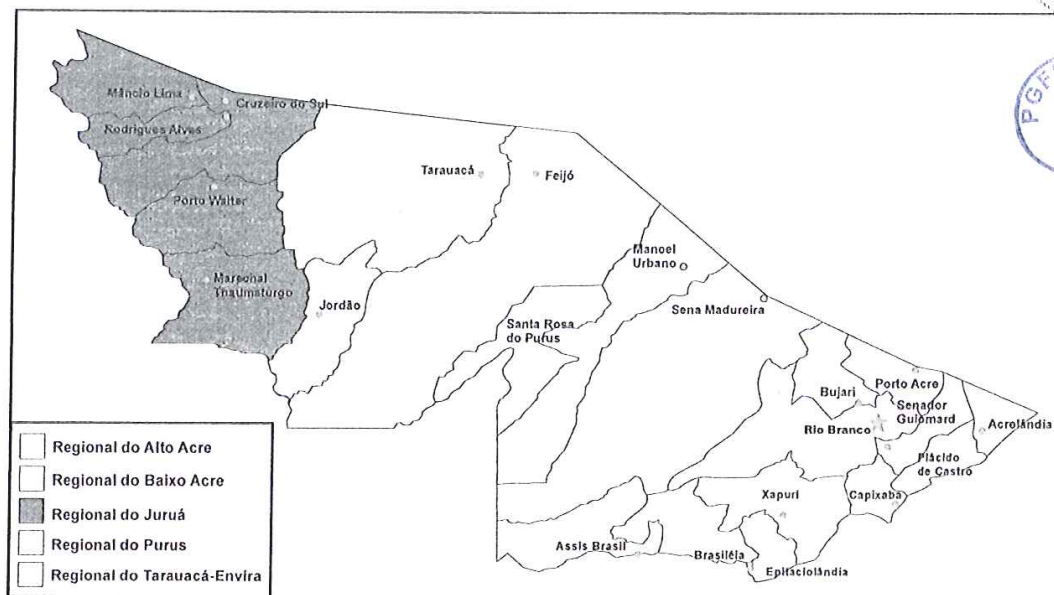 Mâncio Lima
Cruzeiro do Sul
Rodrigues Alves
Tarauacá
Feijó
Porto Walter
Manoel
Urbano
Marechal
Thaumaturgo
Jordão
Sena Madureira
Santa Rosa
do Purus
Bujari
Porto Acre
Senador
Guiomard
Rio Branco
Acrolândia
Plácido
de Castro
Xapuri
Capixaba
Assis Brasil
Brasiléia
Epitaciolândia
Regional do Alto Acre
Regional do Baixo Acre
Regional do Juruá
Regional do Purus
Regional do Tarauacá-Envira
PGE